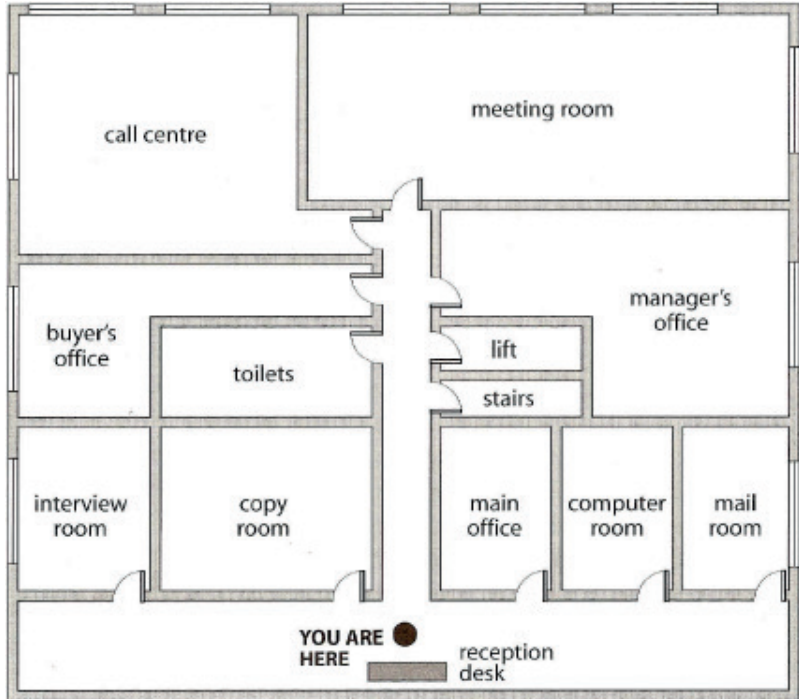 call centre
meeting room
buyer's
office
toilets
lift
stairs
manager's
office
interview
room
copy
room
main
office
computer
room
mail
room
YOU ARE
HERE
reception
desk